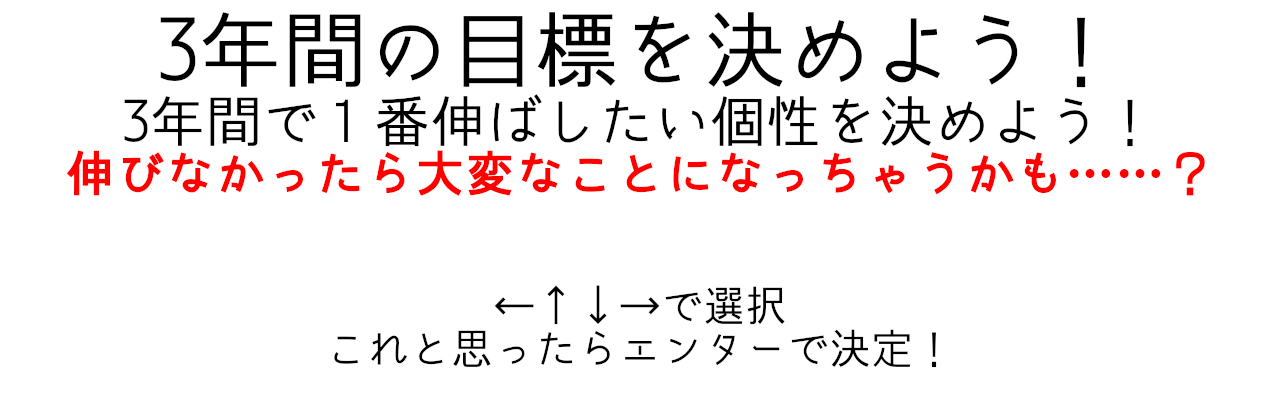 3年間の目標を決めよう！
3年間で１番伸ばしたい個性を決めよう！
伸びなかったら大変なことになっちゃうかも……？
←↑↓→で選択
これと思ったらエンターで決定！